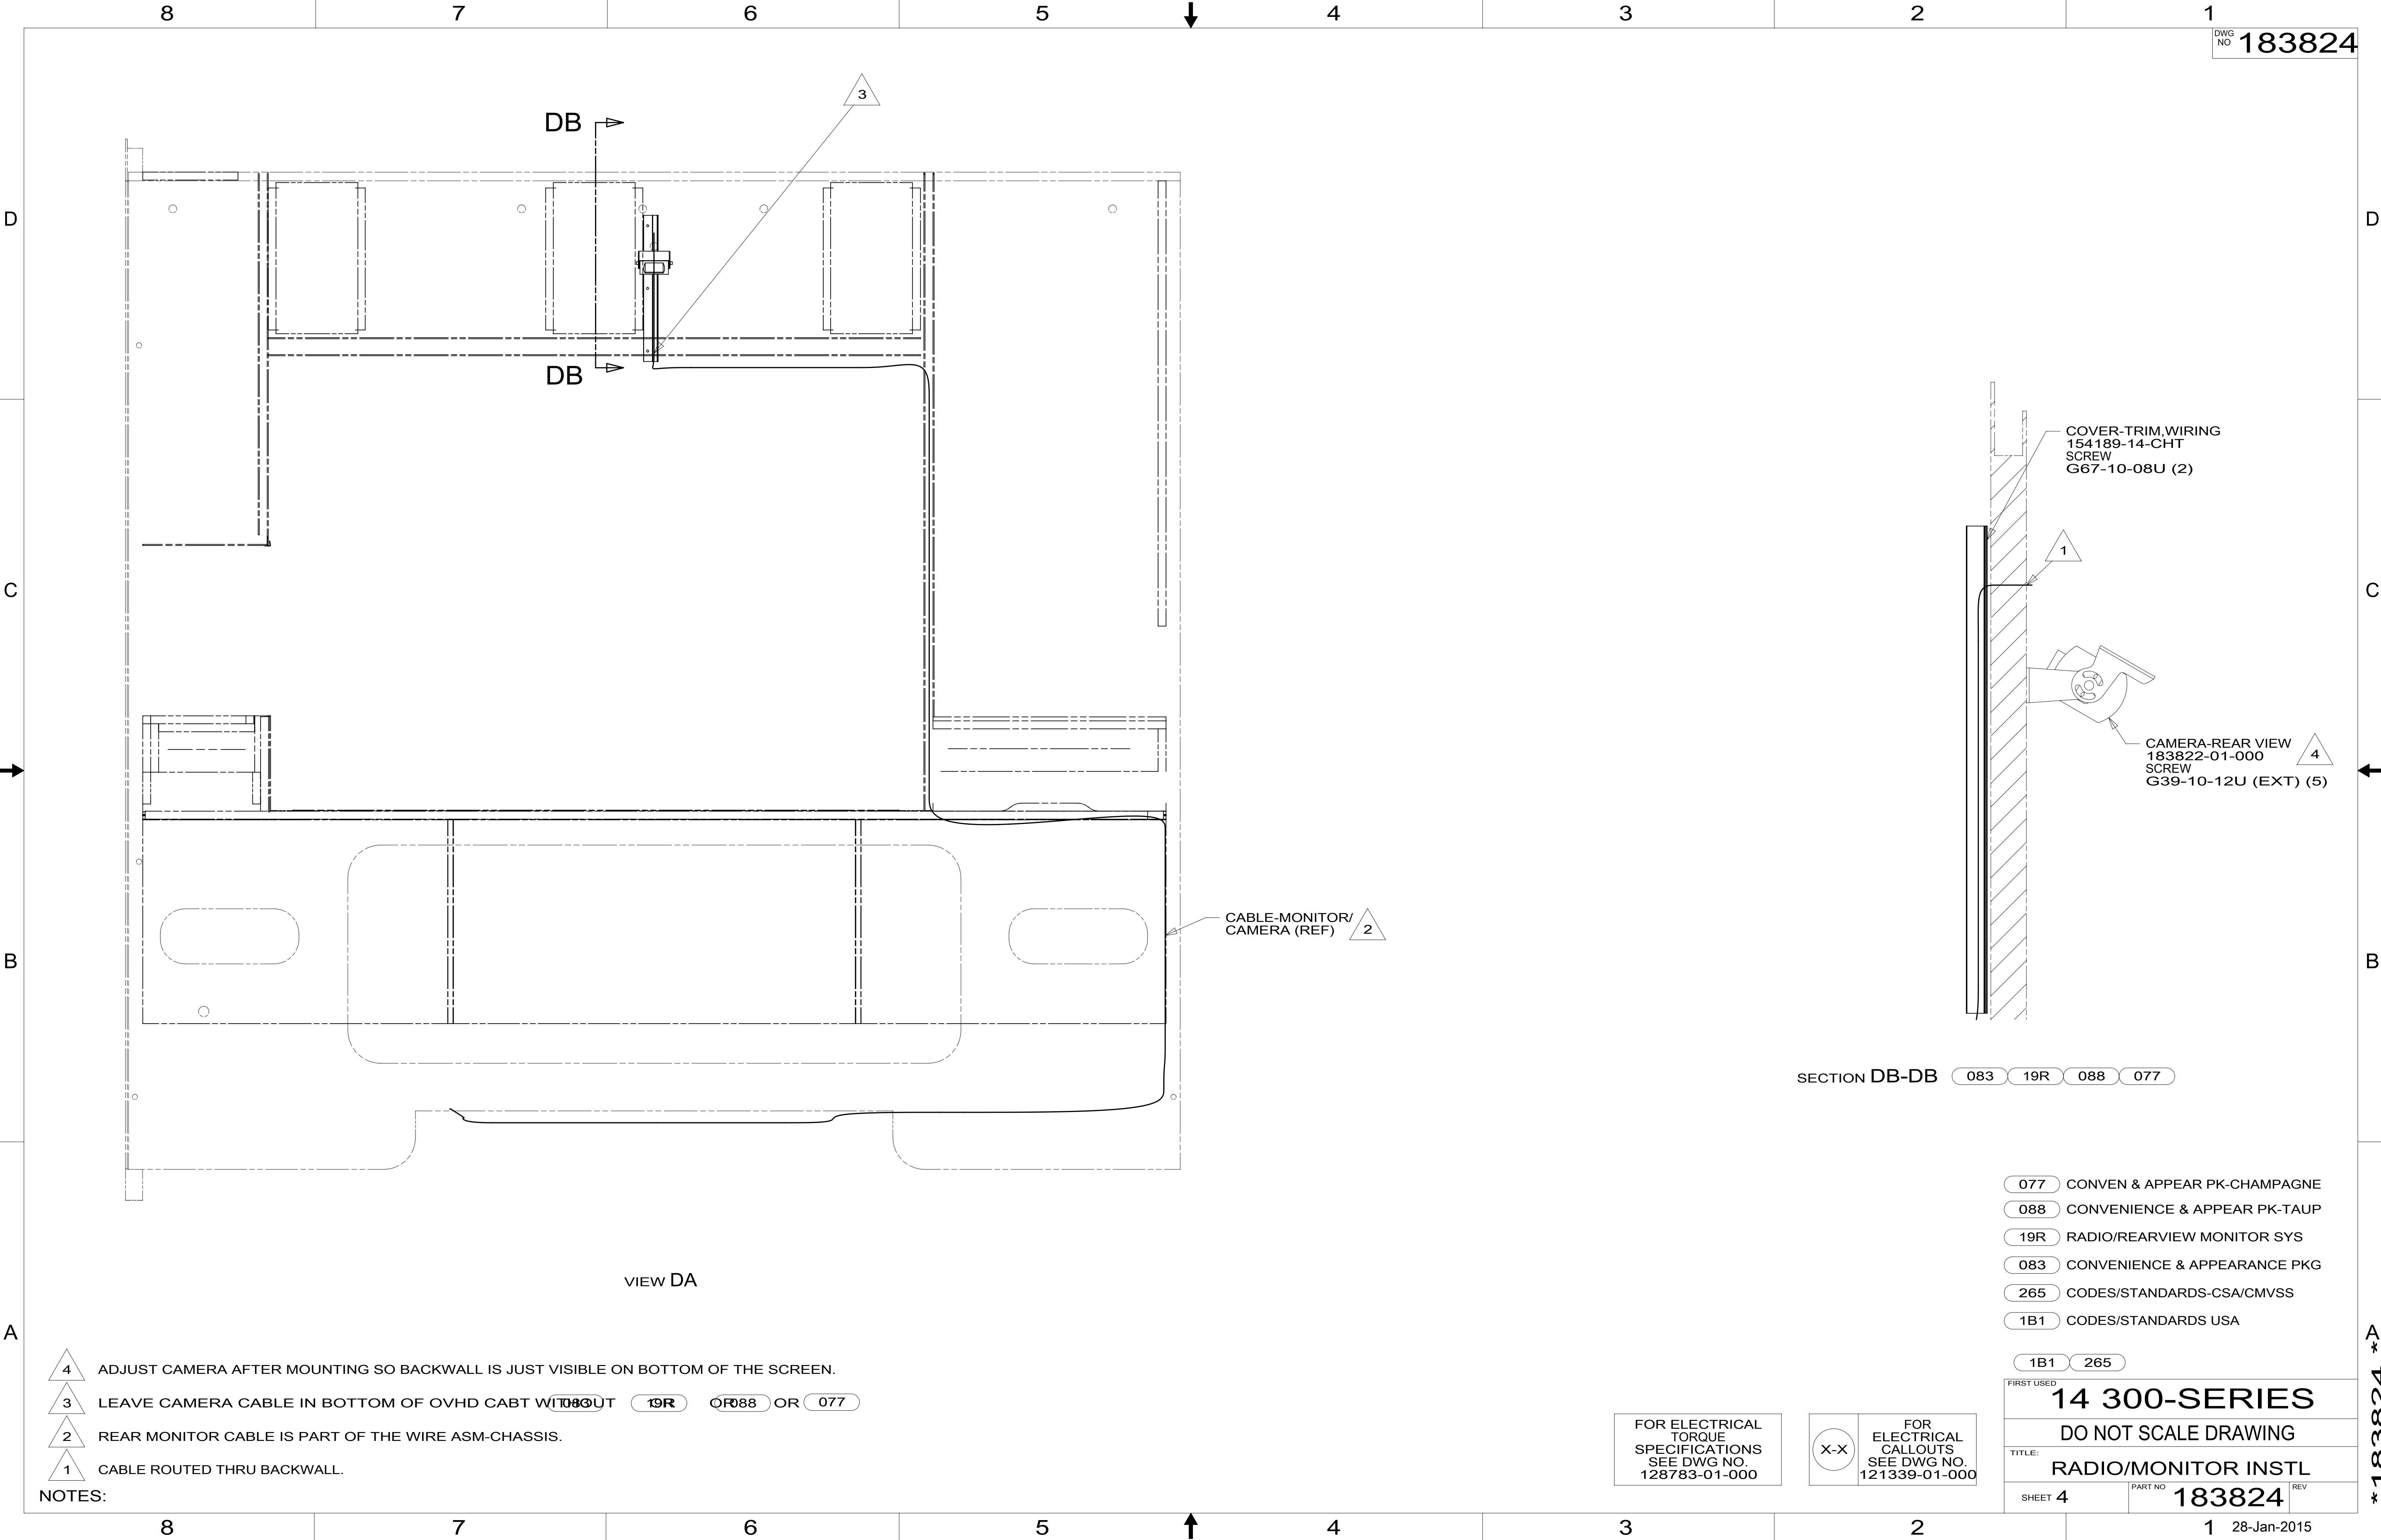 8 7 6 5 4 3 2 1
DWG NO 183824
3
DB
DB
D D
C C
B B
A A
COVER-TRIM,WIRING
154189-14-CHT
SCREW
G67-10-08U (2)
1
CAMERA-REAR VIEW
183822-01-000
SCREW
G39-10-12U (EXT) (5)
4
CABLE-MONITOR/
CAMERA (REF)
2
SECTION DB-DB 083 19R 088 077
077 CONVEN & APPEAR PK-CHAMPAGNE
088 CONVENIENCE & APPEAR PK-TAUP
19R RADIO/REARVIEW MONITOR SYS
083 CONVENIENCE & APPEARANCE PKG
265 CODES/STANDARDS-CSA/CMVSS
1B1 CODES/STANDARDS USA
1B1 265
VIEW DA
4 ADJUST CAMERA AFTER MOUNTING SO BACKWALL IS JUST VISIBLE ON BOTTOM OF THE SCREEN.
3 LEAVE CAMERA CABLE IN BOTTOM OF OVHD CABT WITHOUT 083 OR 19R OR 088 OR 077
2 REAR MONITOR CABLE IS PART OF THE WIRE ASM-CHASSIS.
1 CABLE ROUTED THRU BACKWALL.
NOTES:
FOR ELECTRICAL
TORQUE
SPECIFICATIONS
SEE DWG NO.
128783-01-000
X-X
FOR
ELECTRICAL
CALLOUTS
SEE DWG NO.
121339-01-000
FIRST USED
14 300-SERIES
DO NOT SCALE DRAWING
TITLE:
RADIO/MONITOR INSTL
SHEET 4
PART NO 183824
REV
*183824*
8 7 6 5 4 3 2 1
28-Jan-2015